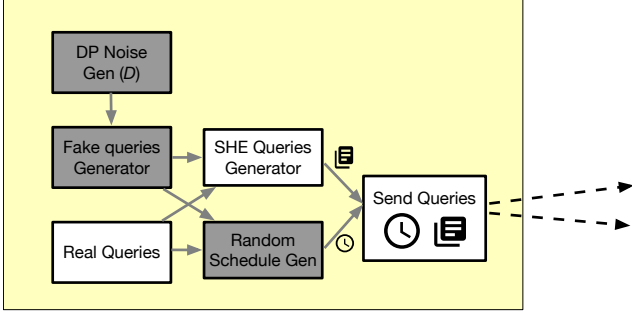 DP Noise
Gen (D)
Fake queries
Generator
SHE Queries
Generator
Send Queries
Real Queries
Random
Schedule Gen